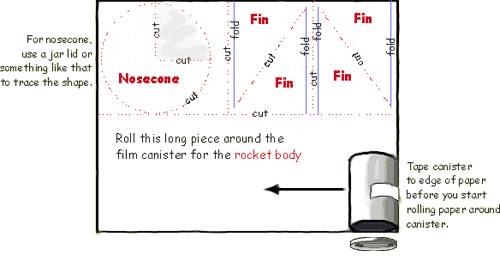 For nosecone,
use a jar lid or
something like that
to trace the shape.
cut
cut
Nosecone
cut
cut
fold
Fin
cut
Fin
fold
cut
fold
Fin
cut
fold
cut
Roll this long piece around the
film canister for the rocket body
Tape canister
to edge of paper
before you start
rolling paper around
canister.